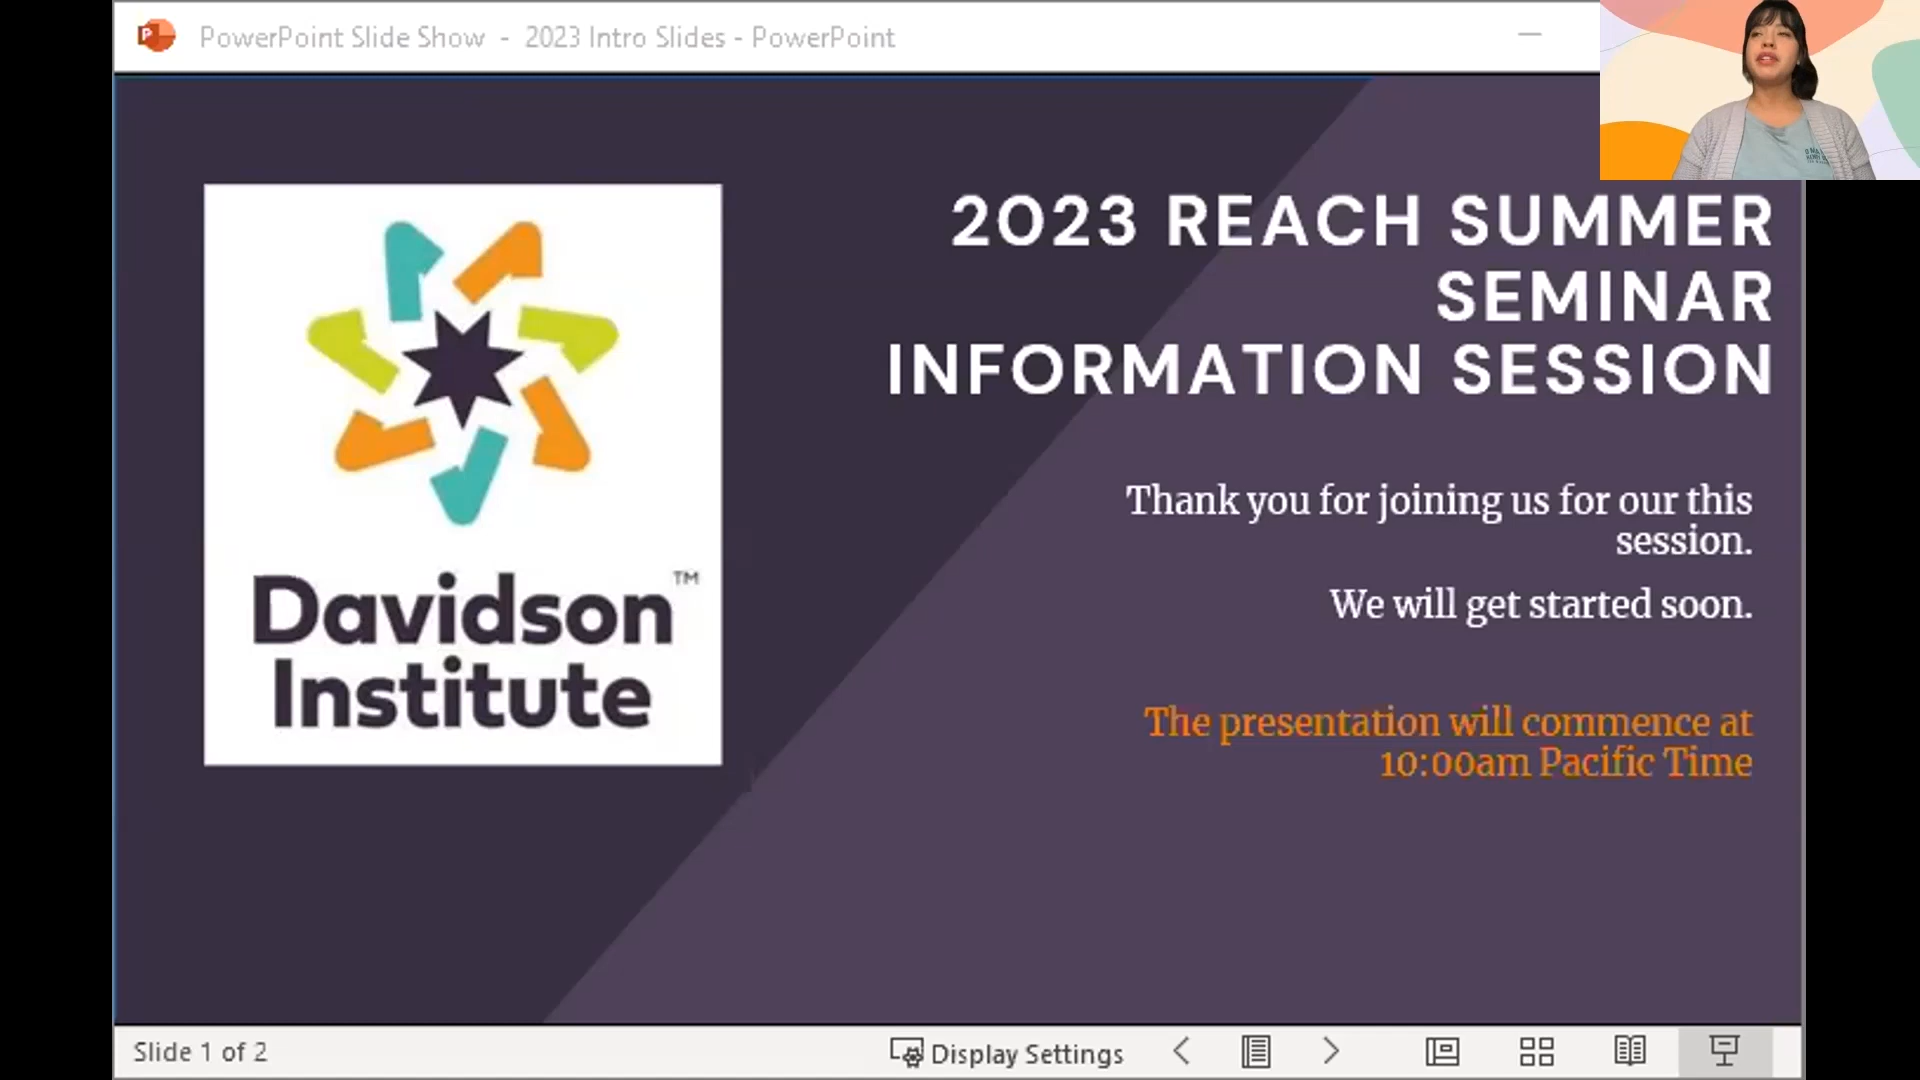 PowerPoint Slide Show - 2023 Intro Slides - PowerPoint
2023 REACH SUMMER
SEMINAR
INFORMATION SESSION
Thank you for joining us for our this
session.
We will get started soon.
The presentation will commence at
10:00am Pacific Time
Davidson™
Institute
Slide 1 of 2
Display Settings